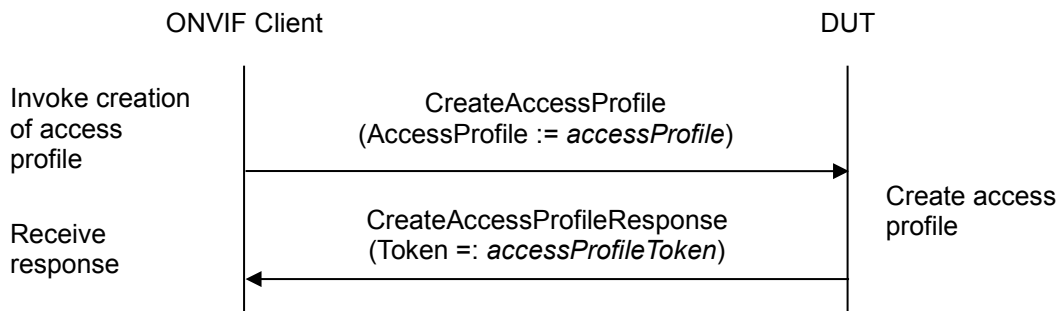 ONVIF Client
DUT
Invoke creation
of access
profile
CreateAccessProfile
(AccessProfile := accessProfile)
Create access
profile
Receive
response
CreateAccessProfileResponse
(Token =: accessProfileToken)